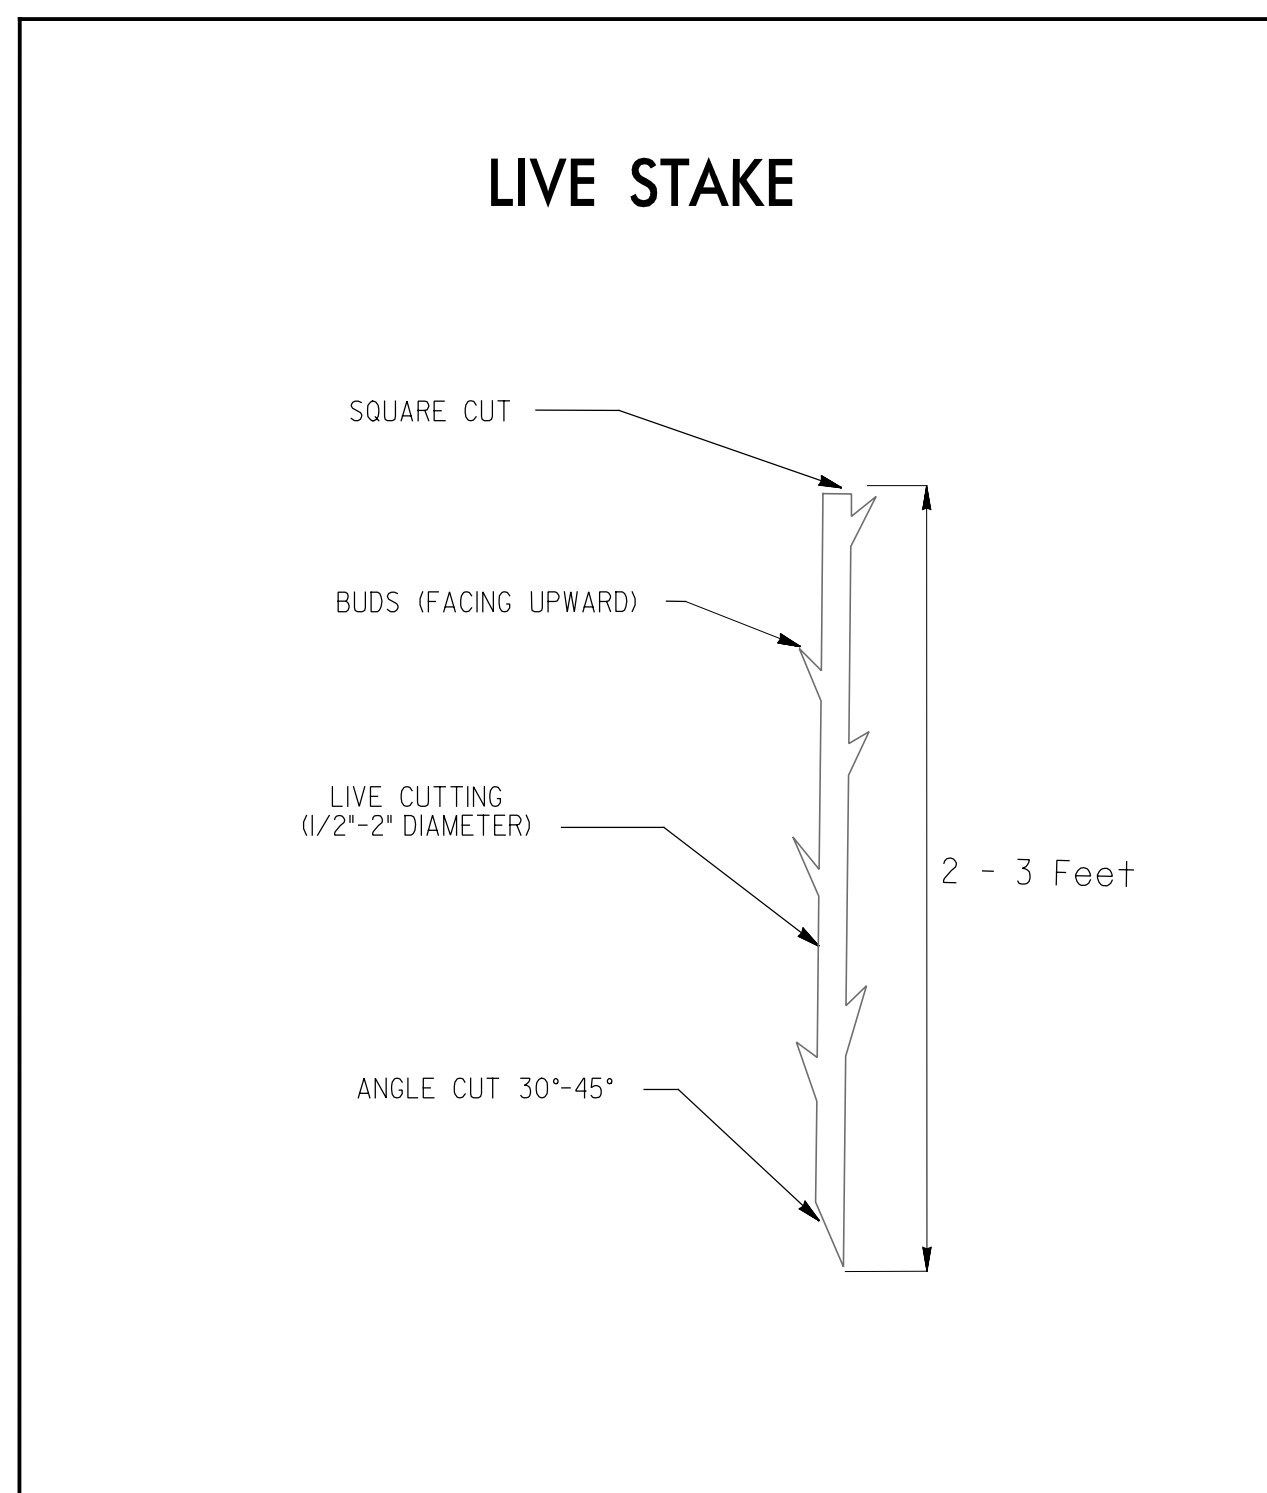 LIVE STAKE
SQUARE CUT
BUDS (FACING UPWARD)
LIVE CUTTING
(1/2"-2" DIAMETER)
2 - 3 Feet
ANGLE CUT 30°-45°